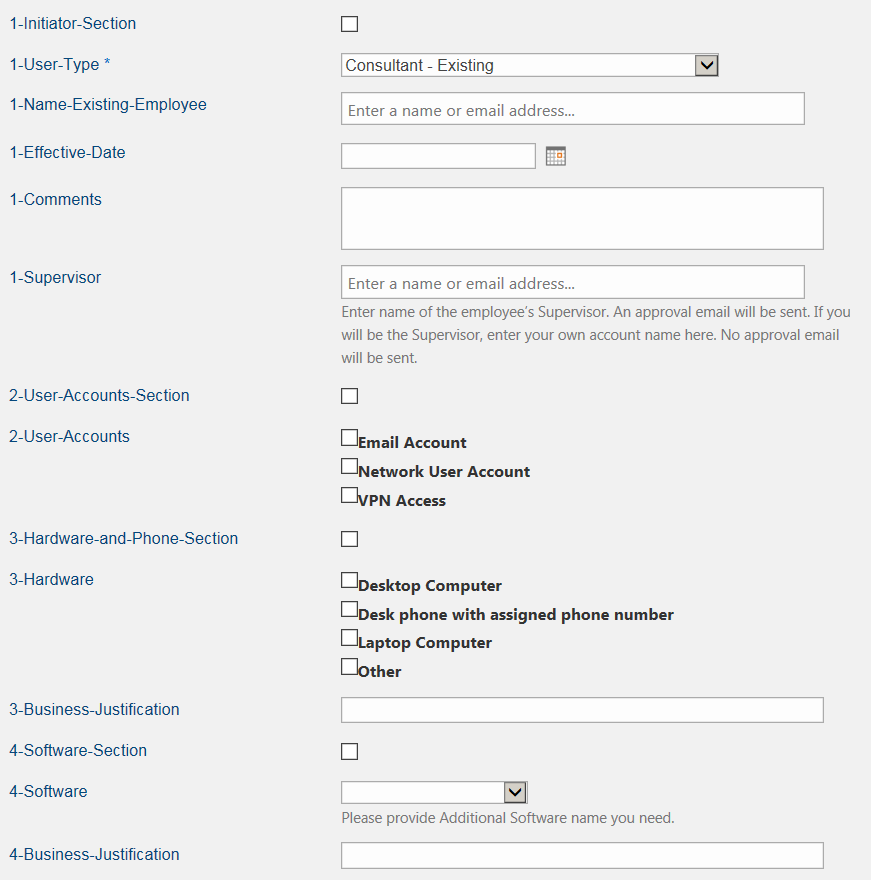 1-Initiator-Section
1-User-Type *
Consultant - Existing
1-Name-Existing-Employee
Enter a name or email address...
1-Effective-Date
1-Comments
1-Supervisor
Enter a name or email address...
Enter name of the employee's Supervisor. An approval email will be sent. If you
will be the Supervisor, enter your own account name here. No approval email
will be sent.
2-User-Accounts-Section
2-User-Accounts
Email Account
Network User Account
VPN Access
3-Hardware-and-Phone-Section
3-Hardware
Desktop Computer
Desk phone with assigned phone number
Laptop Computer
Other
3-Business-Justification
4-Software-Section
4-Software
Please provide Additional Software name you need.
4-Business-Justification